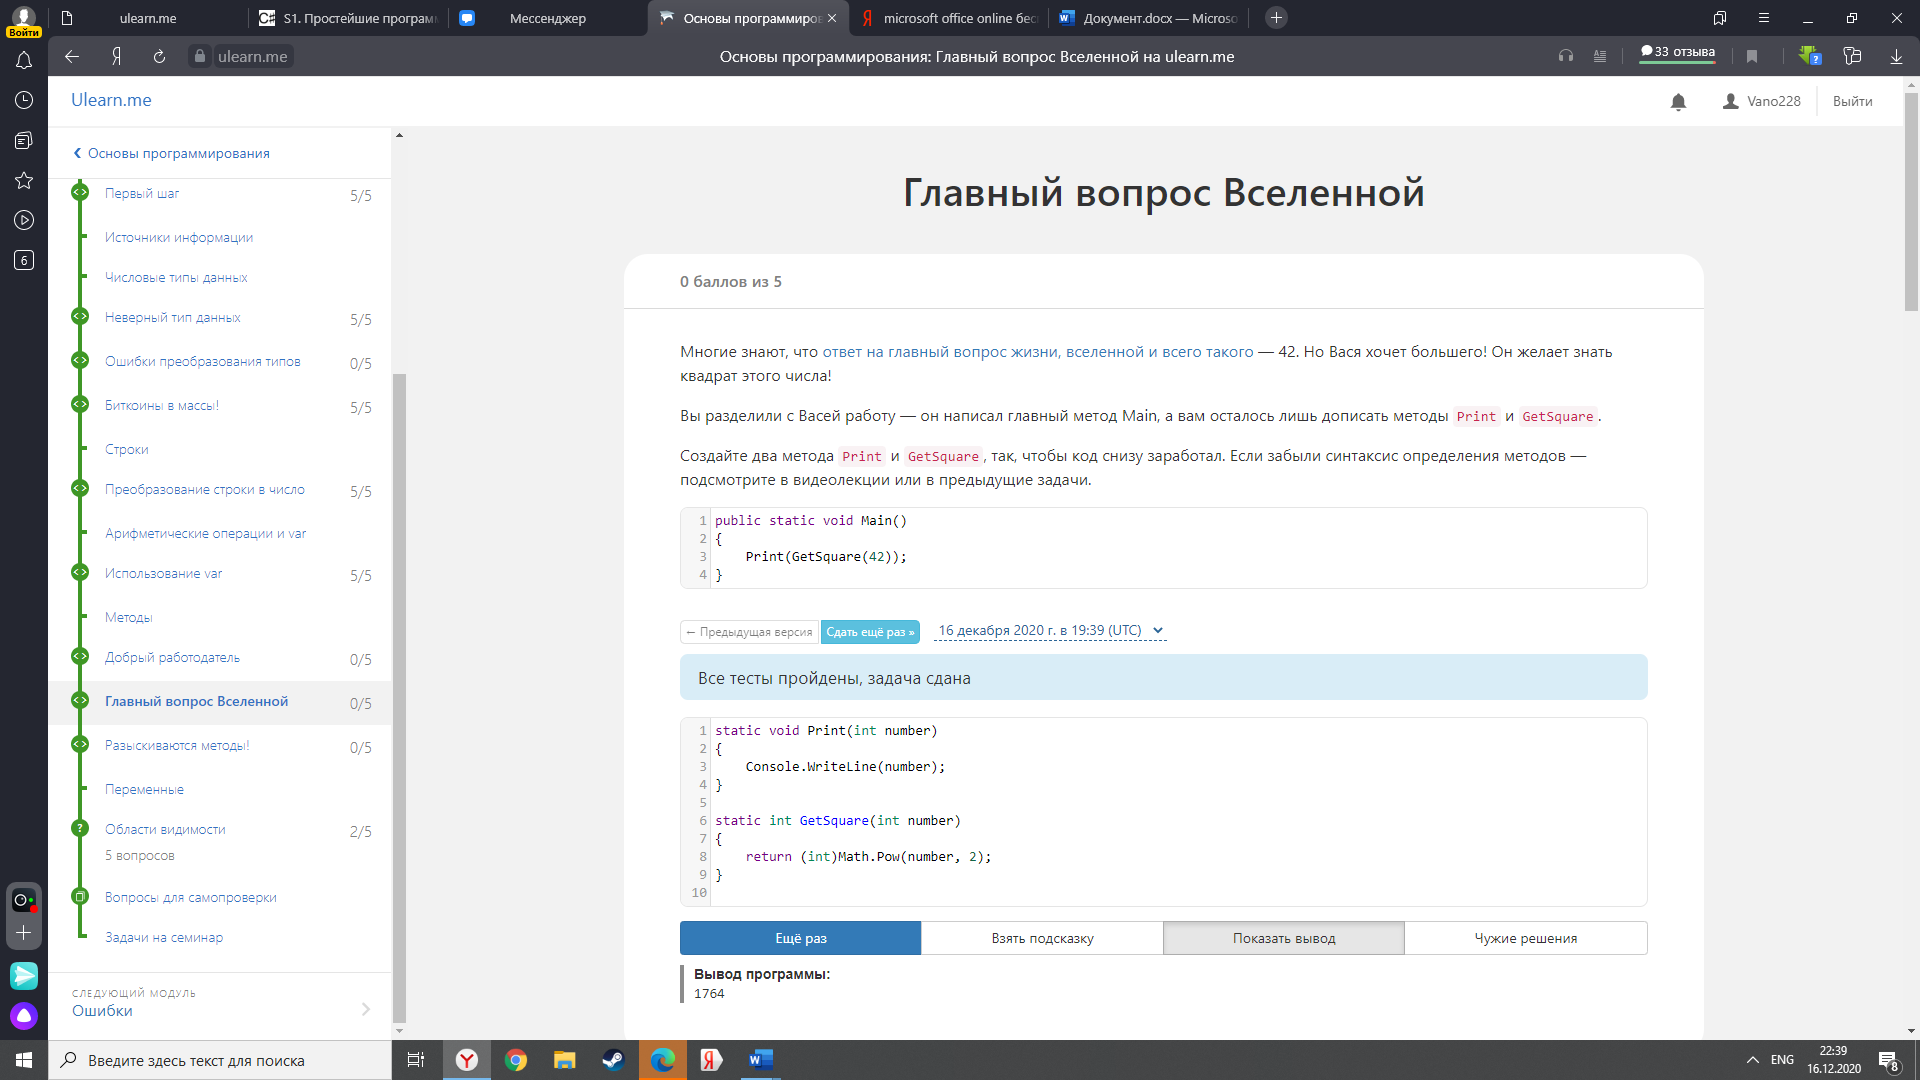 Войти
ulearn.me
S1. Простейшие програм
Мессенджер
Основы программиров
microsoft office online бес
Документ.docx — Microso
ulearn.me
Основы программирования: Главный вопрос Вселенной на ulearn.me
33 отзыва
6
Ulearn.me
Vano228
Выйти
Основы программирования
Первый шаг 5/5
Источники информации
Числовые типы данных
Неверный тип данных 5/5
Ошибки преобразования типов 0/5
Биткоины в массы! 5/5
Строки
Преобразование строки в число 5/5
Арифметические операции и var
Использование var 5/5
Методы
Добрый работодатель 0/5
Главный вопрос Вселенной 0/5
Разыскиваются методы! 0/5
Переменные
Области видимости 2/5
5 вопросов
Вопросы для самопроверки
Задачи на семинар
СЛЕДУЮЩИЙ МОДУЛЬ
Ошибки
Главный вопрос Вселенной
0 баллов из 5
Многие знают, что ответ на главный вопрос жизни, вселенной и всего такого — 42. Но Вася хочет большего! Он желает знать
квадрат этого числа!
Вы разделили с Васей работу — он написал главный метод Main, а вам осталось лишь дописать методы Print и GetSquare.
Создайте два метода Print и GetSquare, так, чтобы код снизу заработал. Если забыли синтаксис определения методов —
подсмотрите в видеолекции или в предыдущие задачи.
1 public static void Main()
2 {
3     Print(GetSquare(42));
4 }
← Предыдущая версия
Сдать ещё раз »
16 декабря 2020 г. в 19:39 (UTC)
Все тесты пройдены, задача сдана
1 static void Print(int number)
2 {
3     Console.WriteLine(number);
4 }
5
6 static int GetSquare(int number)
7 {
8     return (int)Math.Pow(number, 2);
9 }
10
Ещё раз
Взять подсказку
Показать вывод
Чужие решения
Вывод программы:
1764
Введите здесь текст для поиска
ENG
22:39
16.12.2020
8